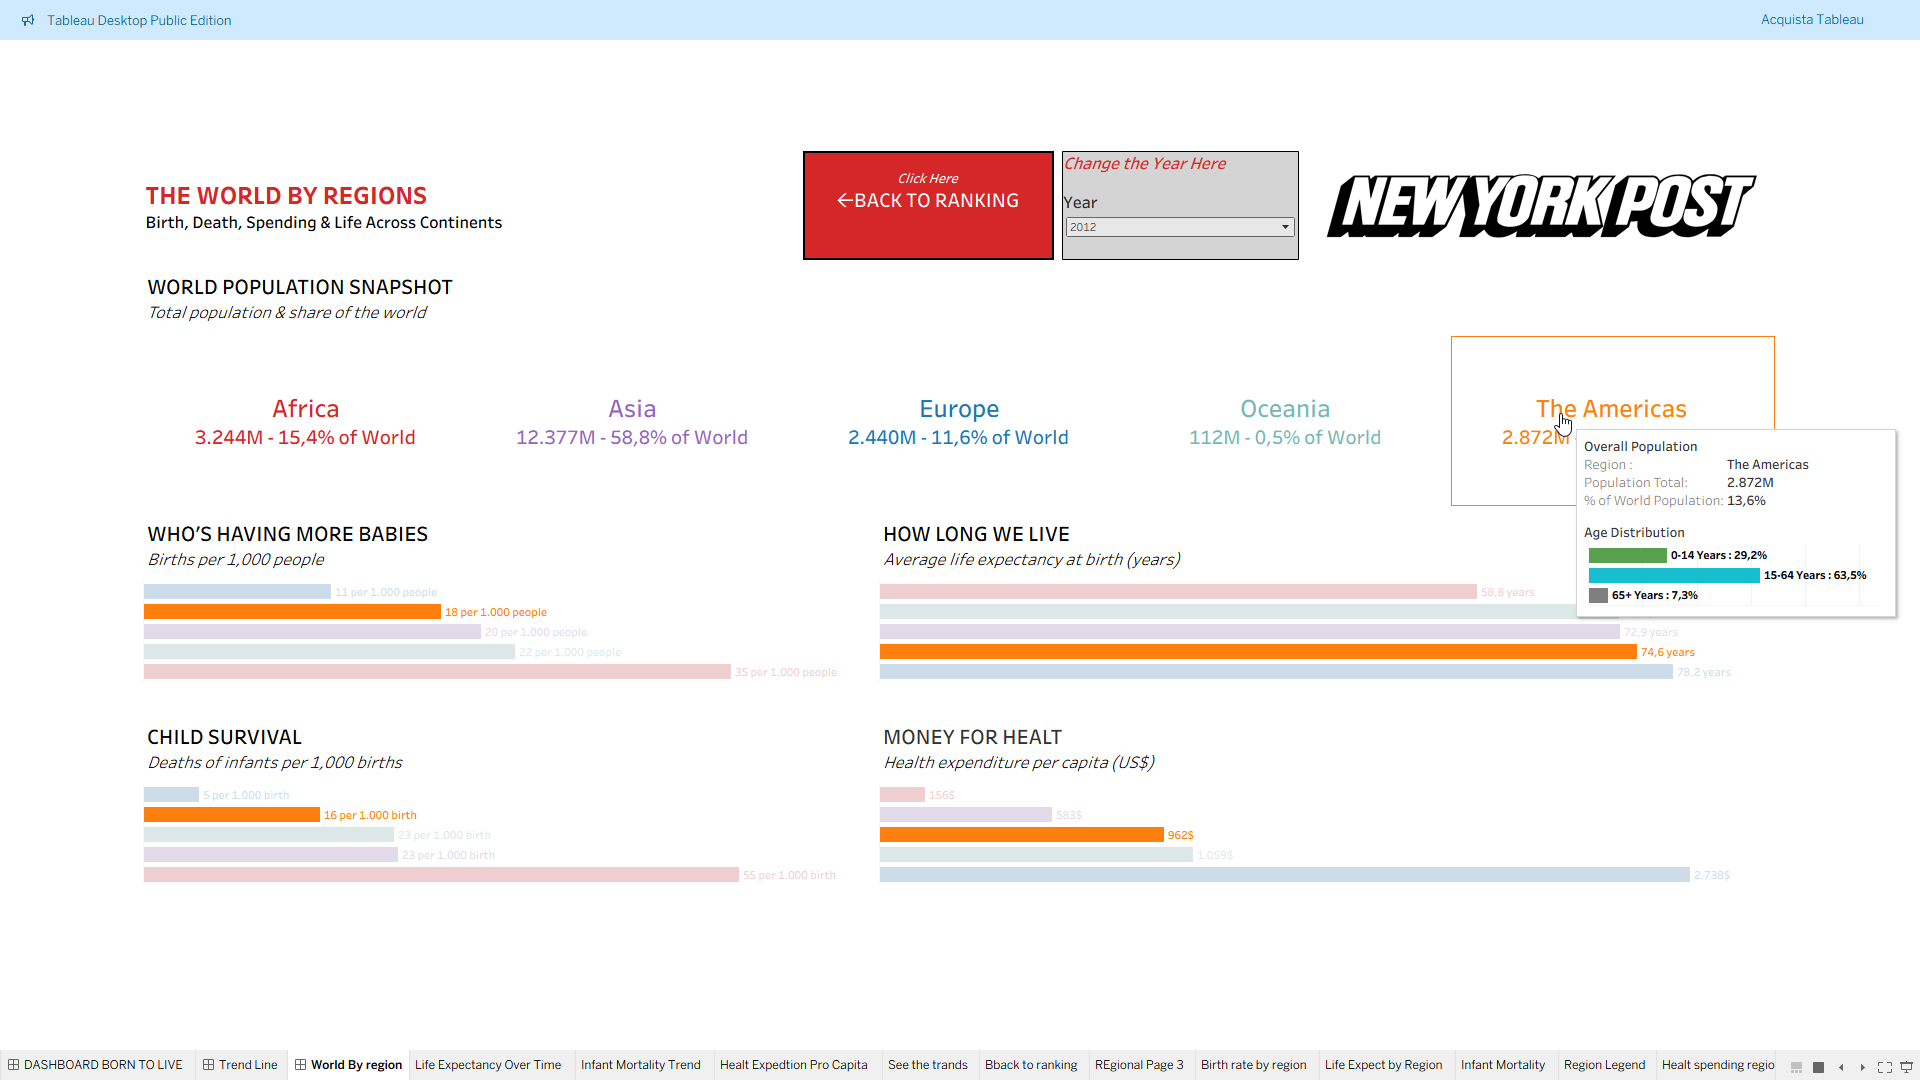 Tableau Desktop Public Edition
Acquista Tableau
THE WORLD BY REGIONS
Birth, Death, Spending & Life Across Continents
Click Here
←BACK TO RANKING
Change the Year Here
Year
2012
NEW YORK POST
WORLD POPULATION SNAPSHOT
Total population & share of the world
Africa
3.244M - 15,4% of World
Asia
12.377M - 58,8% of World
Europe
2.440M - 11,6% of World
Oceania
112M - 0,5% of World
The Americas
2.872M
Overall Population
Region : The Americas
Population Total: 2.872M
% of World Population: 13,6%
Age Distribution
0-14 Years : 29,2%
15-64 Years : 63,5%
65+ Years : 7,3%
WHO'S HAVING MORE BABIES
Births per 1,000 people
11 per 1.000 people
18 per 1.000 people
20 per 1.000 people
22 per 1.000 people
35 per 1.000 people
HOW LONG WE LIVE
Average life expectancy at birth (years)
58,8 years
72,9 years
74,6 years
78,2 years
CHILD SURVIVAL
Deaths of infants per 1,000 births
5 per 1.000 birth
16 per 1.000 birth
23 per 1.000 birth
23 per 1.000 birth
55 per 1.000 birth
MONEY FOR HEALT
Health expenditure per capita (US$)
156$
583$
962$
1.059$
2.738$
DASHBOARD BORN TO LIVE
Trend Line
World By region
Life Expectancy Over Time
Infant Mortality Trend
Healt Expedtion Pro Capita
See the trands
Bback to ranking
REgional Page 3
Birth rate by region
Life Expect by Region
Infant Mortality
Region Legend
Healt spending regio